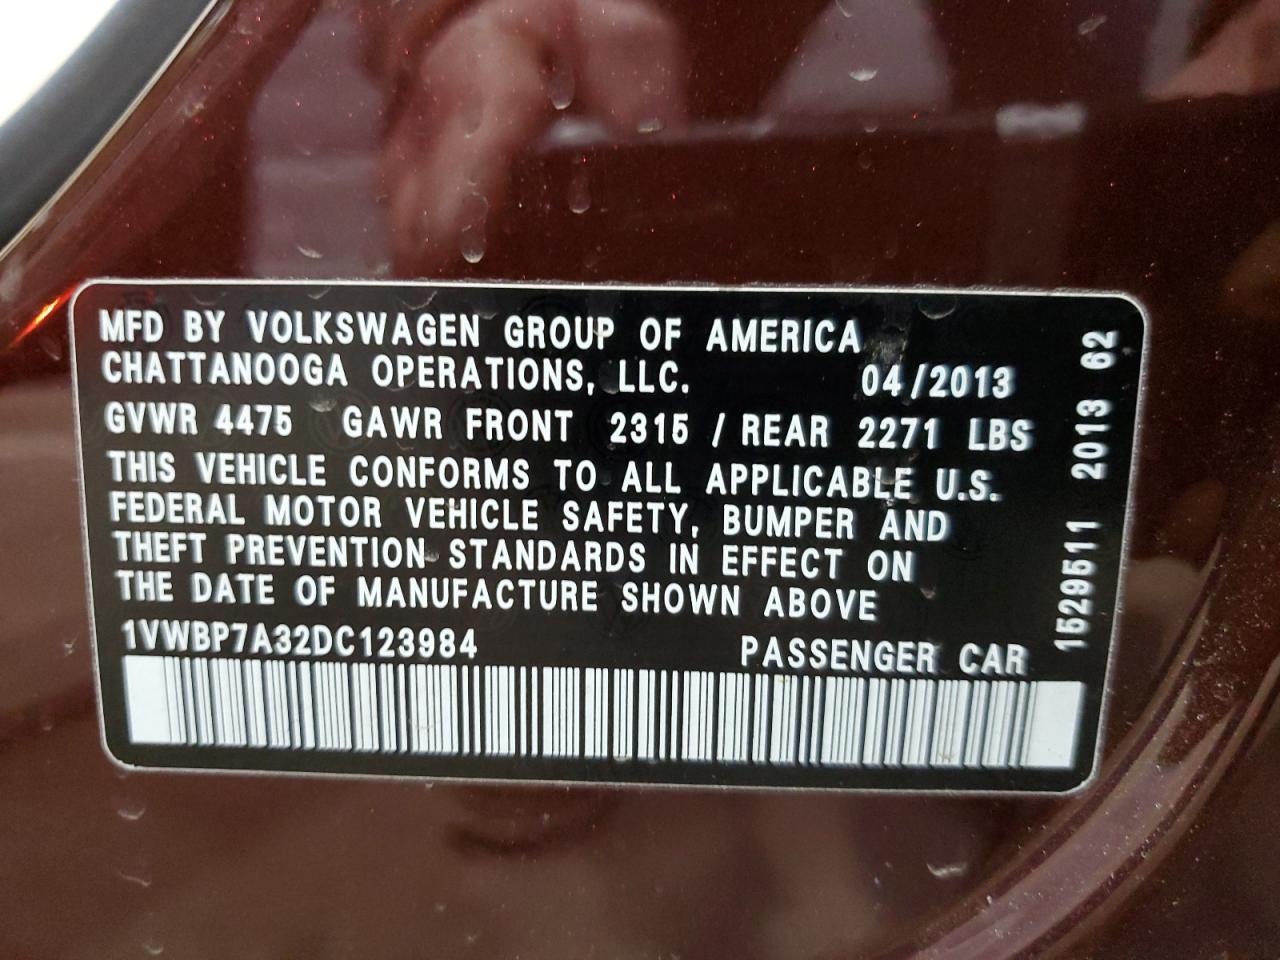 MFD BY VOLKSWAGEN GROUP OF AMERICA
CHATTANOOGA OPERATIONS, LLC. 04/2013
GVWR 4475 GAWR FRONT 2315 / REAR 2271 LBS
THIS VEHICLE CONFORMS TO ALL APPLICABLE U.S.
FEDERAL MOTOR VEHICLE SAFETY, BUMPER AND
THEFT PREVENTION STANDARDS IN EFFECT ON
THE DATE OF MANUFACTURE SHOWN ABOVE
1VWBP7A32DC123984 PASSENGER CAR
1529511 2013 62